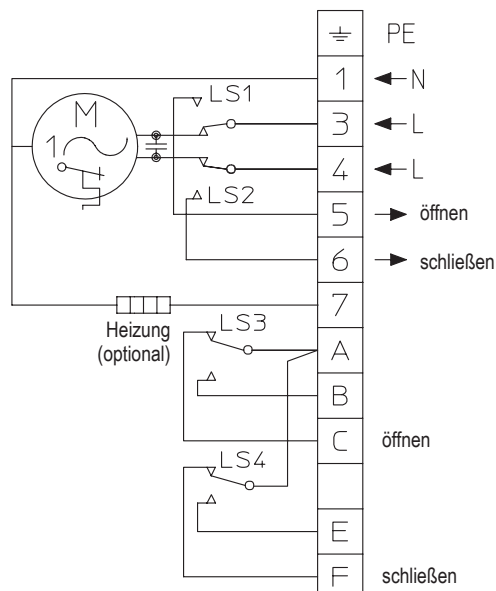 PE
1 N
LS1
M
1
3 L
4 L
LS2
5 öffnen
6 schließen
7
Heizung
(optional)
LS3
A
B
C öffnen
LS4
E
F schließen